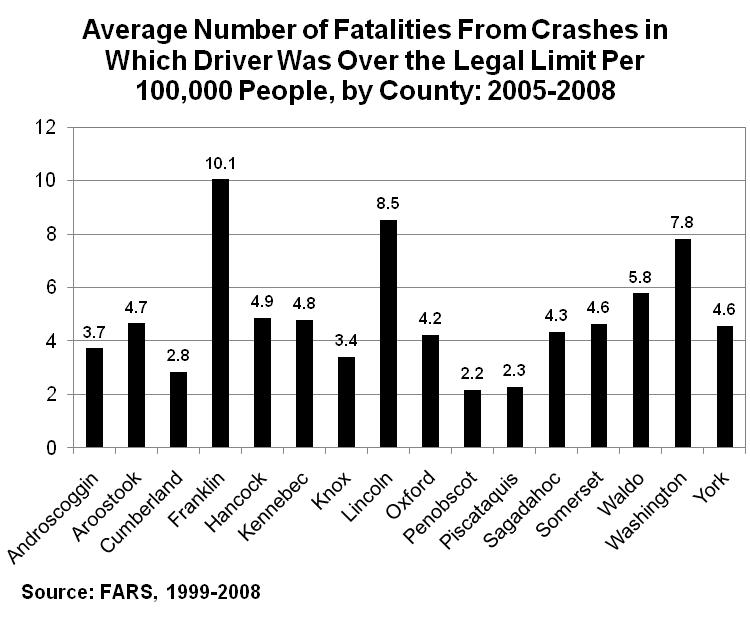 Average Number of Fatalities From Crashes in
Which Driver Was Over the Legal Limit Per
100,000 People, by County: 2005-2008
12
10
8
6
4
2
0
3.7
4.7
2.8
10.1
4.9
4.8
3.4
8.5
4.2
2.2
2.3
4.3
4.6
5.8
7.8
4.6
Androscoggin
Aroostook
Cumberland
Franklin
Hancock
Kennebec
Knox
Lincoln
Oxford
Penobscot
Piscataquis
Sagadahoc
Somerset
Waldo
Washington
York
Source: FARS, 1999-2008